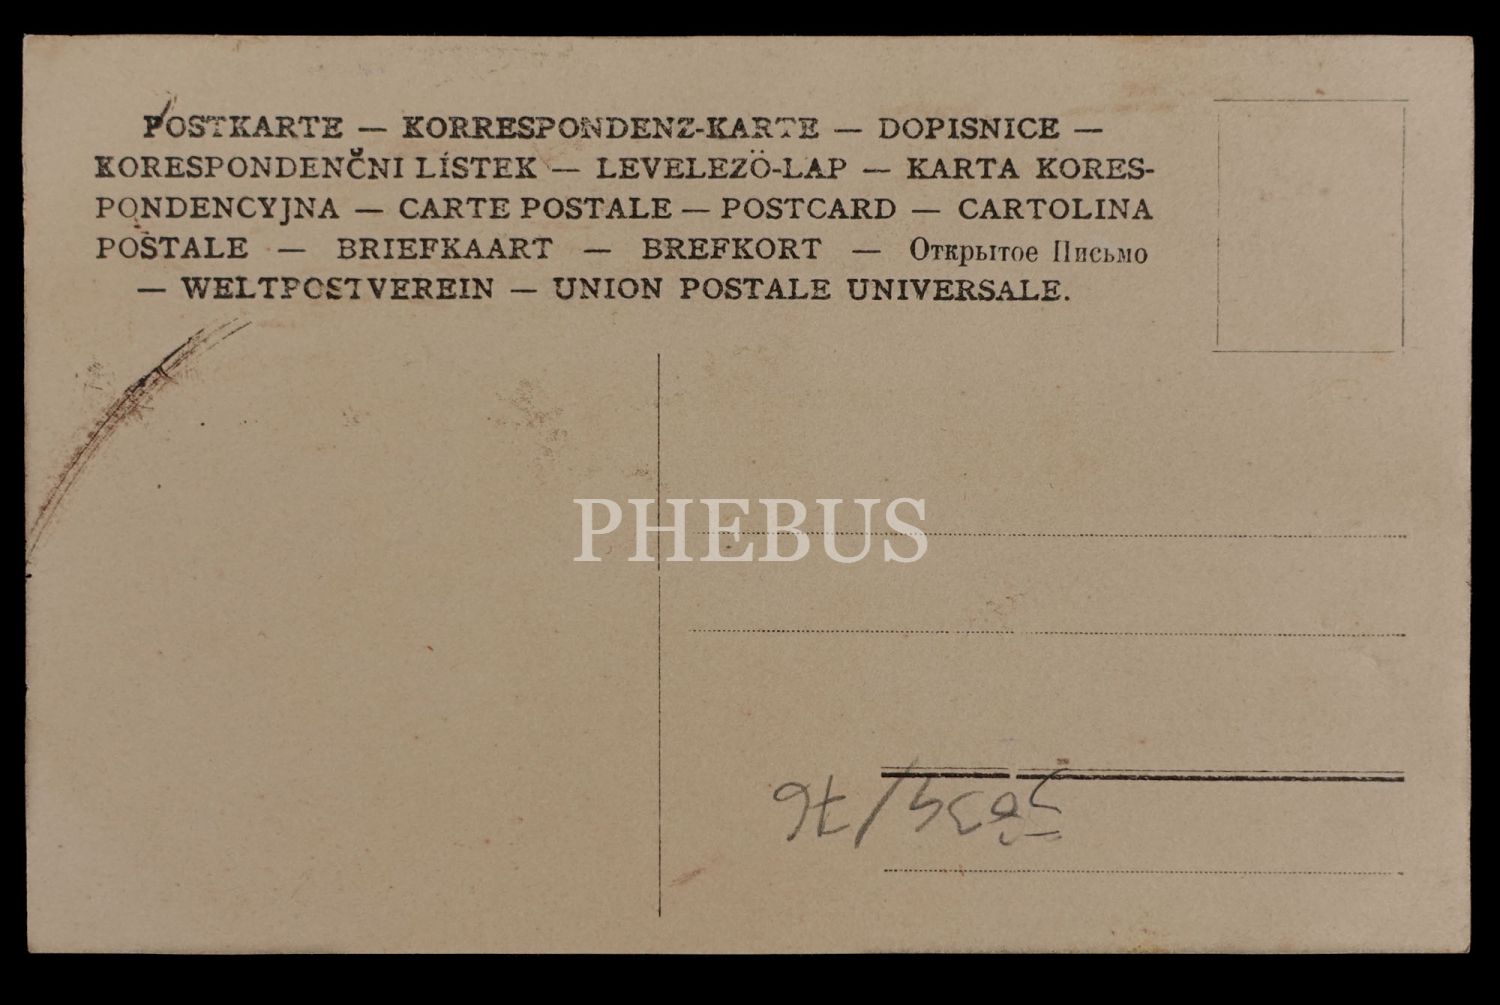 POSTKARTE — KORRESPONDENZ-KARTE — DOPISNICE —
KORESPONDENČNI LÍSTEK — LEVELEZÖ-LAP — KARTA KORES-
PONDENCYJNA — CARTE POSTALE — POSTCARD — CARTOLINA
POSTALE — BRIEFKAART — BREFKORT — Открытое Письмо
— WELTPOSTVEREIN — UNION POSTALE UNIVERSALE.
PHEBUS